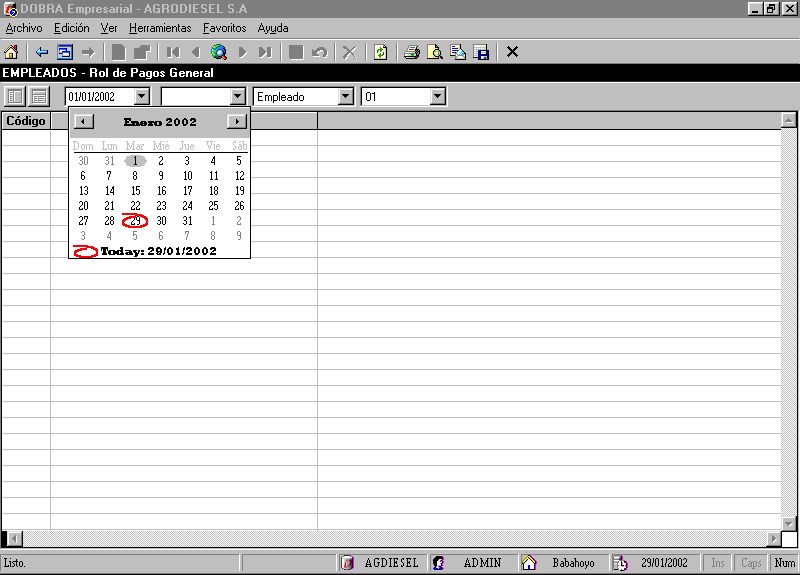 DOBRA Empresarial - AGRODIESEL S.A
Archivo Edición Ver Herramientas Favoritos Ayuda
EMPLEADOS - Rol de Pagos General
01/01/2002 Empleado 01
Código
Enero 2002
Dom Lun Mar Mié Jue Vie Sáb
30 31 1 2 3 4 5
6 7 8 9 10 11 12
13 14 15 16 17 18 19
20 21 22 23 24 25 26
27 28 29 30 31 1 2
3 4 5 6 7 8 9
Today: 29/01/2002
Listo. AGDIESEL ADMIN Babahoyo 29/01/2002 Ins Caps Num